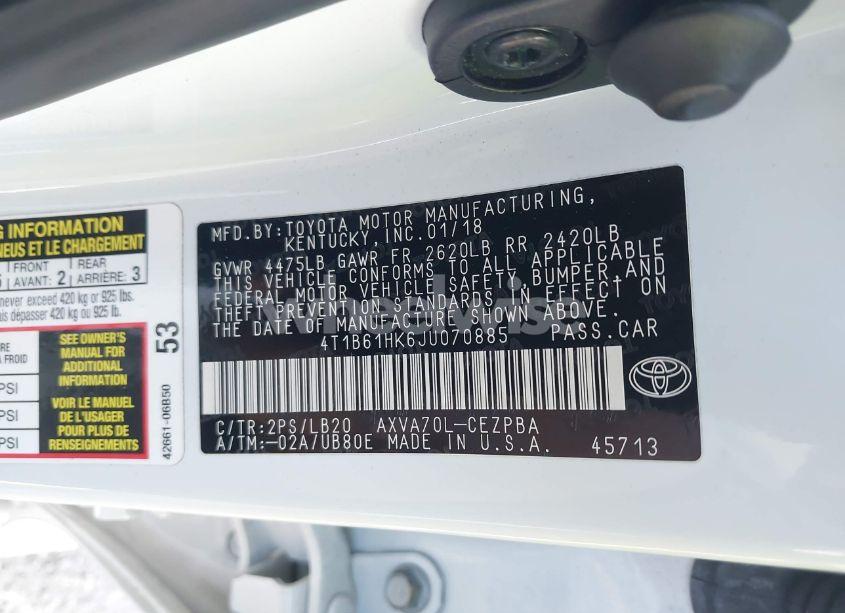 G INFORMATION
NEUS ET LE CHARGEMENT
FRONT
AVANT: 2
REAR
ARRIÈRE: 3
never exceed 420 kg or 925 lbs.
dépasser 420 kg ou 925 lb.
53
RE
A FROID
PSI
PSI
SEE OWNER'S
MANUAL FOR
ADDITIONAL
INFORMATION
VOIR LE MANUEL
DE L'USAGER
POUR PLUS DE
RENSEIGNEMENTS
42661-06B50
MFD.BY:TOYOTA MOTOR MANUFACTURING,
KENTUCKY,INC.01/18
GVWR 4475LB GAWR FR 2620LB RR 2420LB
THIS VEHICLE CONFORMS TO ALL APPLICABLE
FEDERAL MOTOR VEHICLE SAFETY,BUMPER,AND
THEFT PREVENTION STANDARDS IN EFFECT ON
THE DATE OF MANUFACTURE SHOWN ABOVE.
4T1B61HK6JU070885 PASS.CAR
C/TR:2PS/LB20 AXVA70L-CEZPBA
A/TM:-02A/UB80E MADE IN U.S.A. 45713